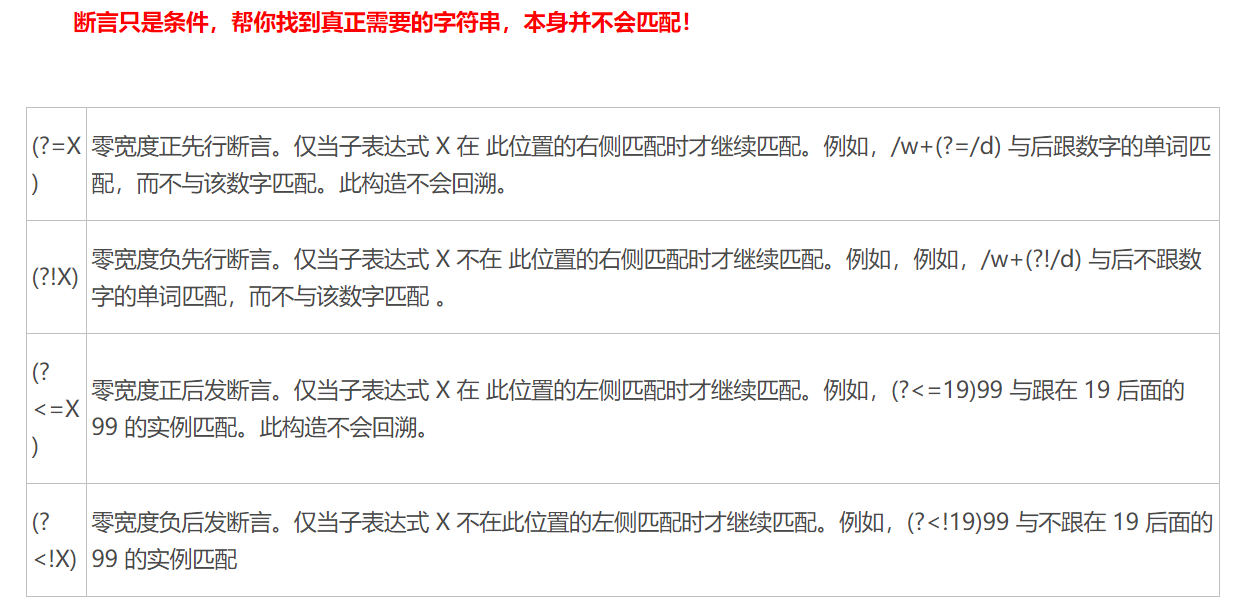 断言只是条件，帮你找到真正需要的字符串，本身并不会匹配！
(?=X
)
零宽度正先行断言。仅当子表达式 X 在 此位置的右侧匹配时才继续匹配。例如，/w+(?=/d) 与后跟数字的单词匹
配，而不与该数字匹配。此构造不会回溯。
(?!X)
零宽度负先行断言。仅当子表达式 X 不在 此位置的右侧匹配时才继续匹配。例如，例如，/w+(?!/d) 与后不跟数
字的单词匹配，而不与该数字匹配 。
(?
<=X
)
零宽度正后发断言。仅当子表达式 X 在 此位置的左侧匹配时才继续匹配。例如，(?<=19)99 与跟在 19 后面的
99 的实例匹配。此构造不会回溯。
(?
<!X)
零宽度负后发断言。仅当子表达式 X 不在此位置的左侧匹配时才继续匹配。例如，(?<!19)99 与不跟在 19 后面的
99 的实例匹配